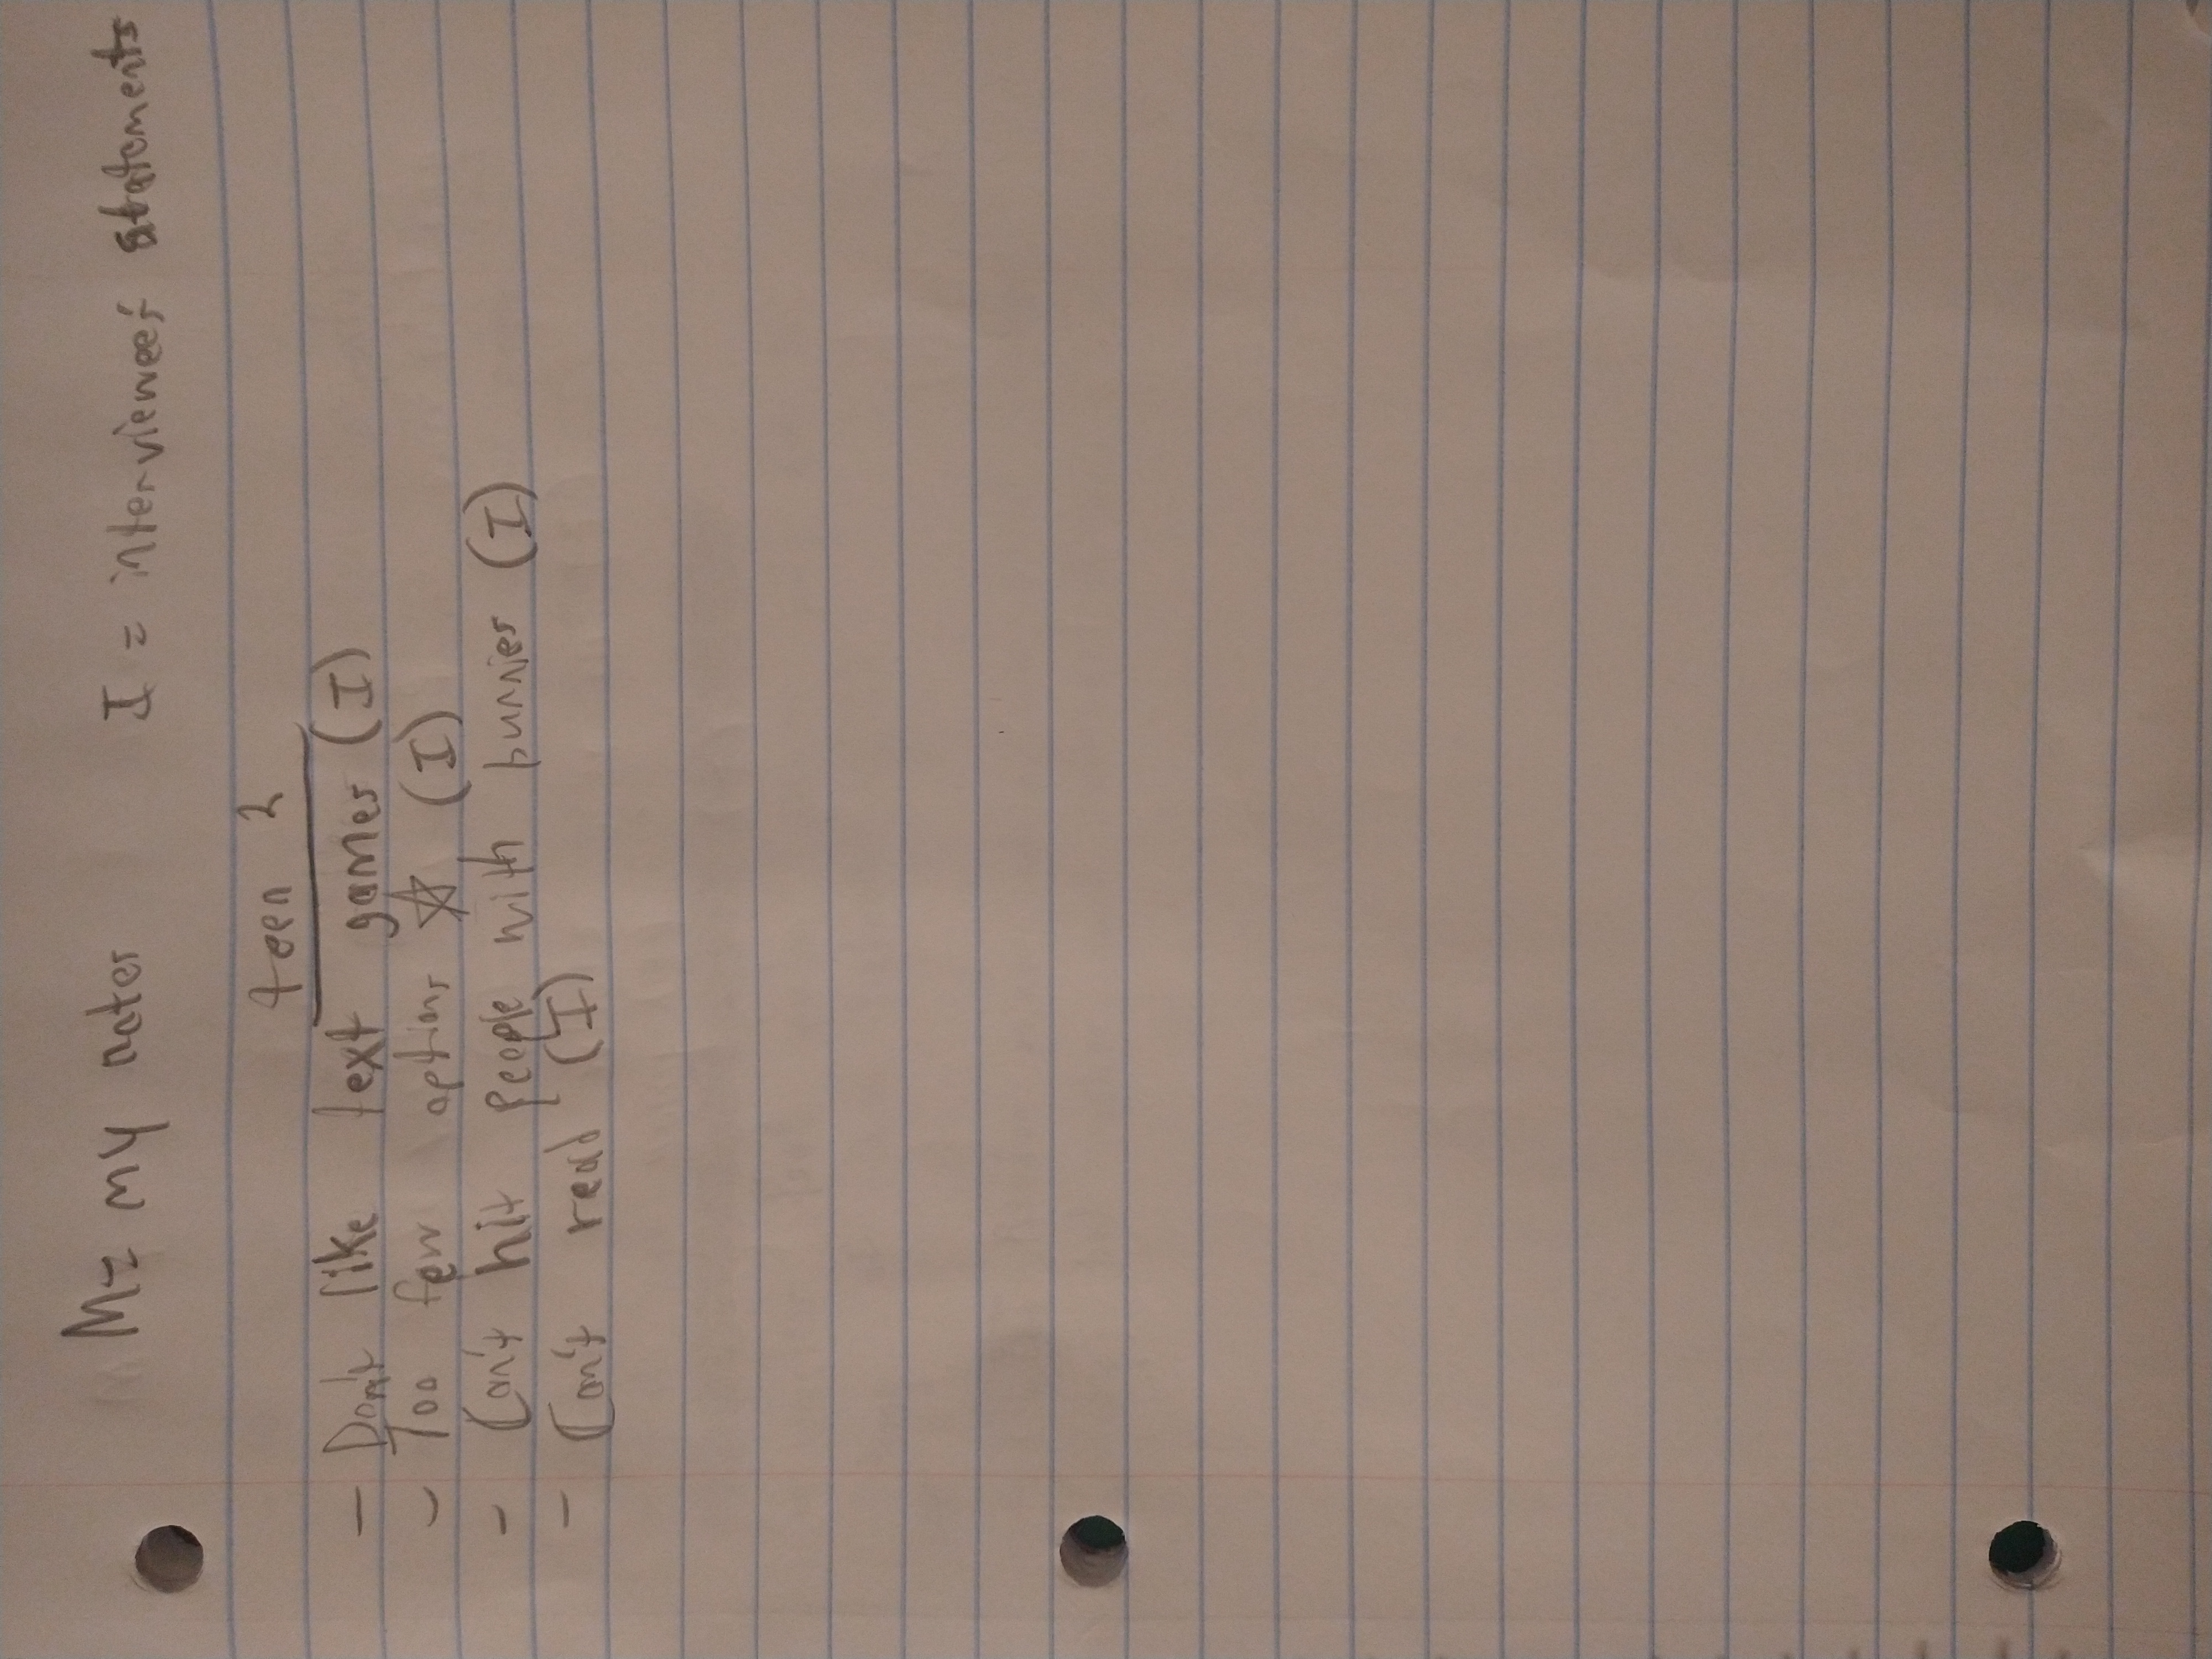 M= my notes I = interviewee's statements
teen 2
- Don't like text games (I)
- Too few options ☆ (I)
- Can't hit people with bunnies (I)
- Can't read (I)